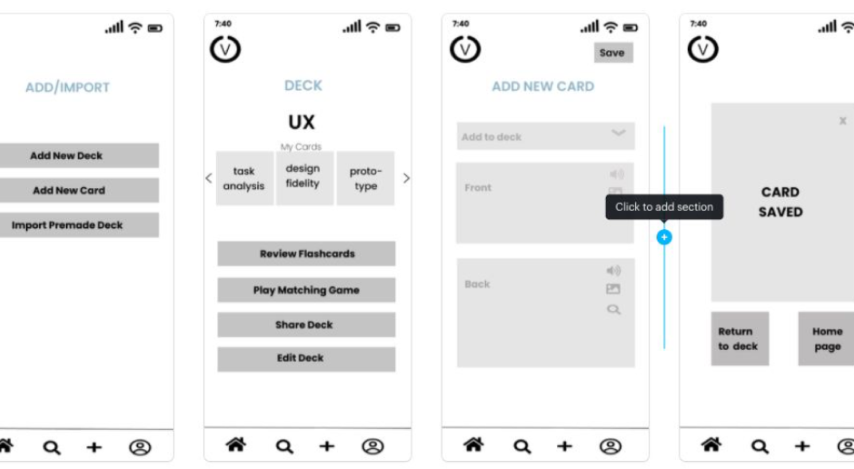 ADD/IMPORT
Add New Deck
Add New Card
Import Premade Deck
7:40
V
DECK
UX
My Cards
task
analysis
design
fidelity
proto-
type
Review Flashcards
Play Matching Game
Share Deck
Edit Deck
7:40
V
Save
ADD NEW CARD
Add to deck
Front
Back
Click to add section
7:40
V
x
CARD
SAVED
Return
to deck
Home
page